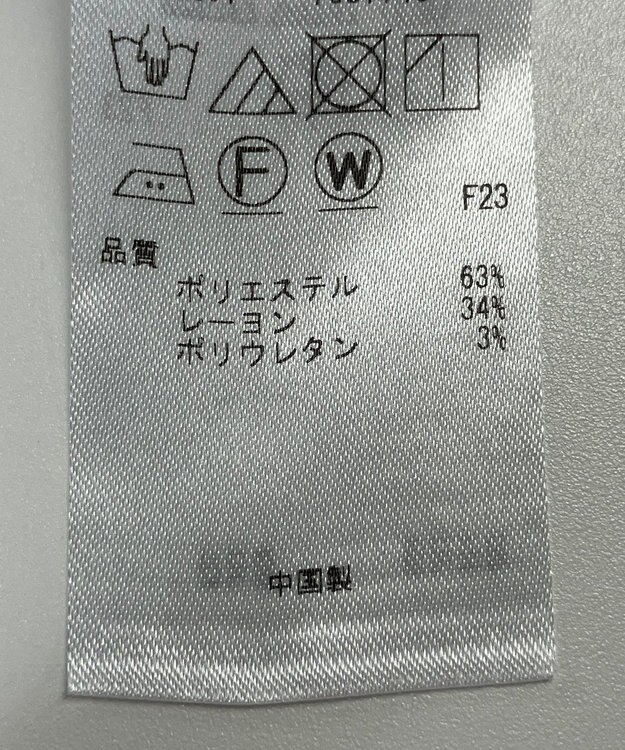 F
W
F23
品質
ポリエステル 63%
レーヨン 34%
ポリウレタン 3%
中国製